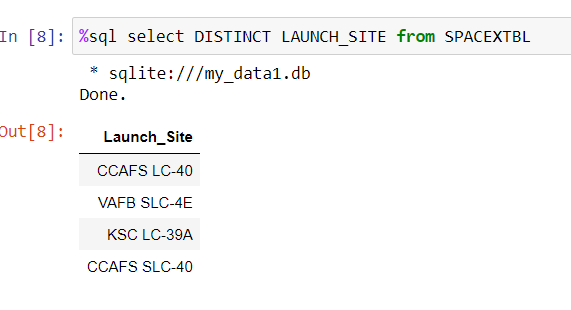 In [8]: %sql select DISTINCT LAUNCH_SITE from SPACEXTBL
* sqlite:///my_data1.db
Done.
Out[8]:
Launch_Site
CCAFS LC-40
VAFB SLC-4E
KSC LC-39A
CCAFS SLC-40